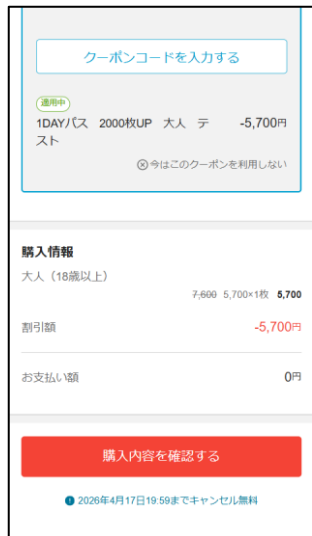 クーポンコードを入力する
適用中
1DAYパス 2000枚UP 大人 テ -5,700円
スト
今はこのクーポンを利用しない
購入情報
大人（18歳以上）
7,600 5,700×1枚 5,700
割引額 -5,700円
お支払い額 0円
購入内容を確認する
2026年4月17日19:59までキャンセル無料